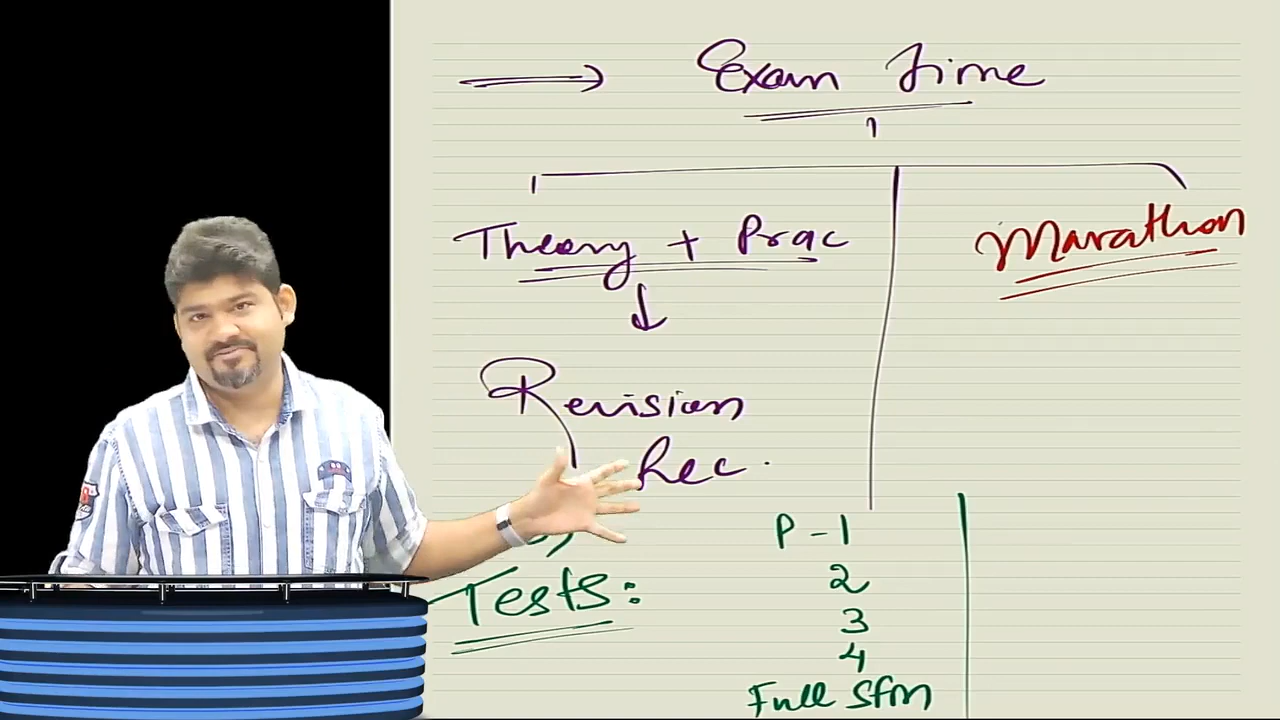 Exam Time
Theory + Prac
Marathon
Revision
Rec.
Tests:
P - 1
2
3
4
Full Sfm